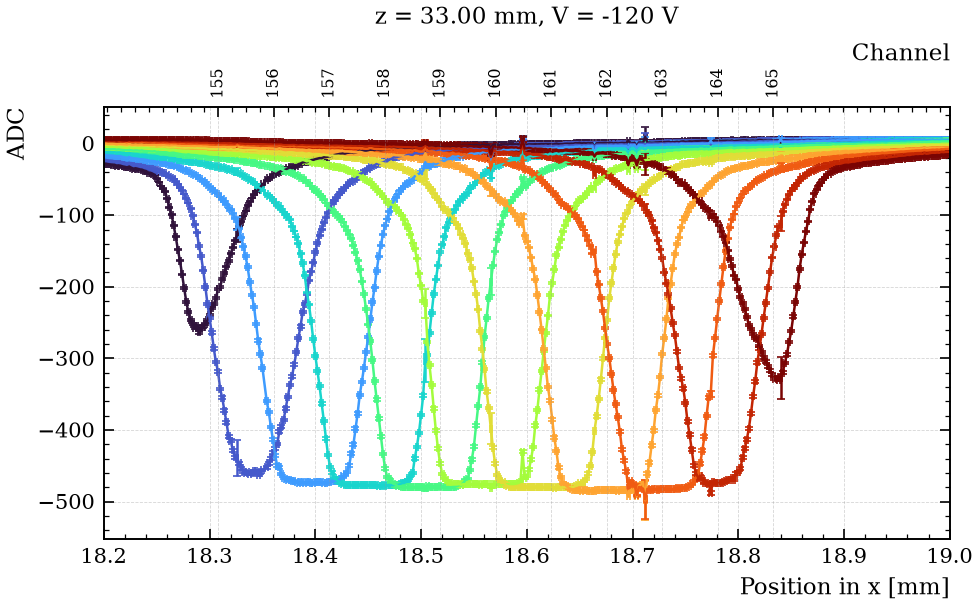 z = 33.00 mm, V = -120 V
Channel
155 156 157 158 159 160 161 162 163 164 165
ADC
0
−100
−200
−300
−400
−500
18.2 18.3 18.4 18.5 18.6 18.7 18.8 18.9 19.0
Position in x [mm]